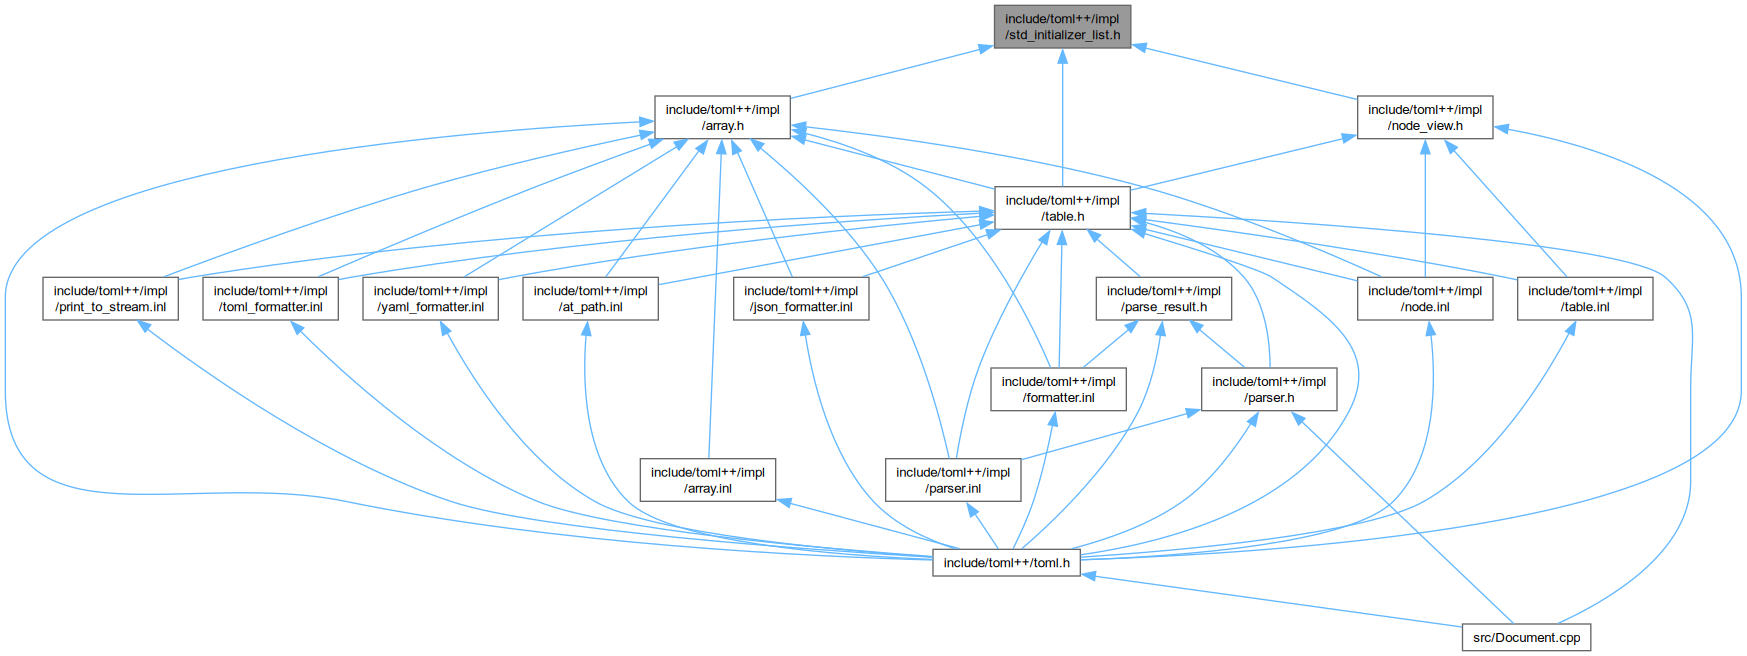 include/toml++/impl
/std_initializer_list.h
include/toml++/impl
/array.h
include/toml++/impl
/node_view.h
include/toml++/impl
/table.h
include/toml++/impl
/print_to_stream.inl
include/toml++/impl
/toml_formatter.inl
include/toml++/impl
/yaml_formatter.inl
include/toml++/impl
/at_path.inl
include/toml++/impl
/json_formatter.inl
include/toml++/impl
/parse_result.h
include/toml++/impl
/node.inl
include/toml++/impl
/table.inl
include/toml++/impl
/formatter.inl
include/toml++/impl
/parser.h
include/toml++/impl
/array.inl
include/toml++/impl
/parser.inl
include/toml++/toml.h
src/Document.cpp